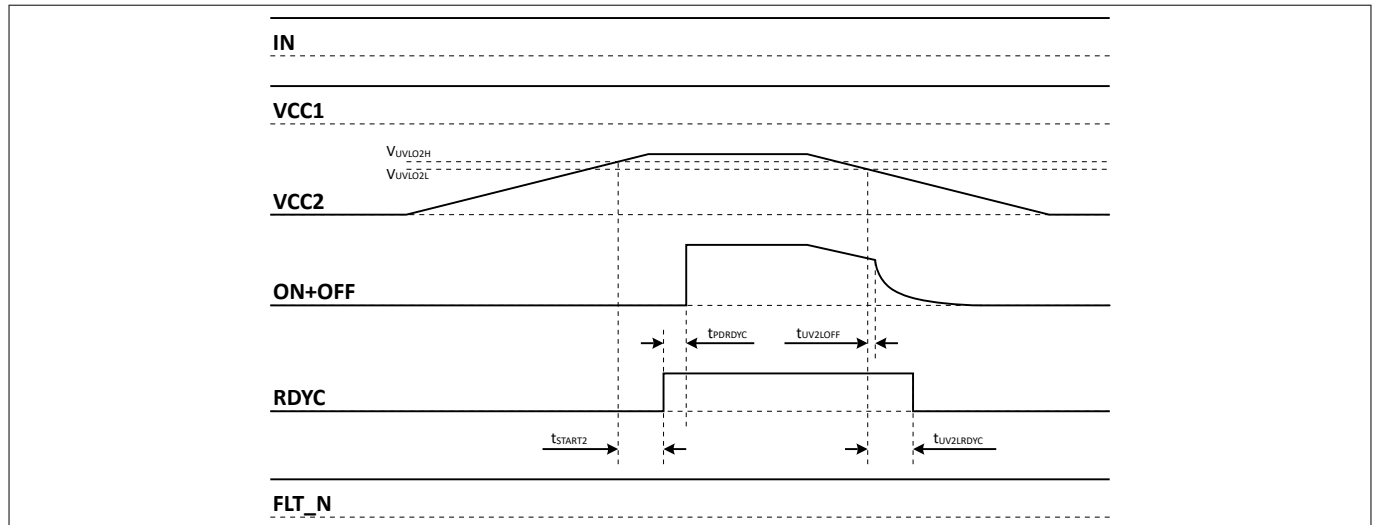 IN
VCC1
VUVLO2H
VUVLO2L
VCC2
ON+OFF
tPDRDYC
tUV2LOFF
RDYC
tSTART2
tUV2LRDYC
FLT_N